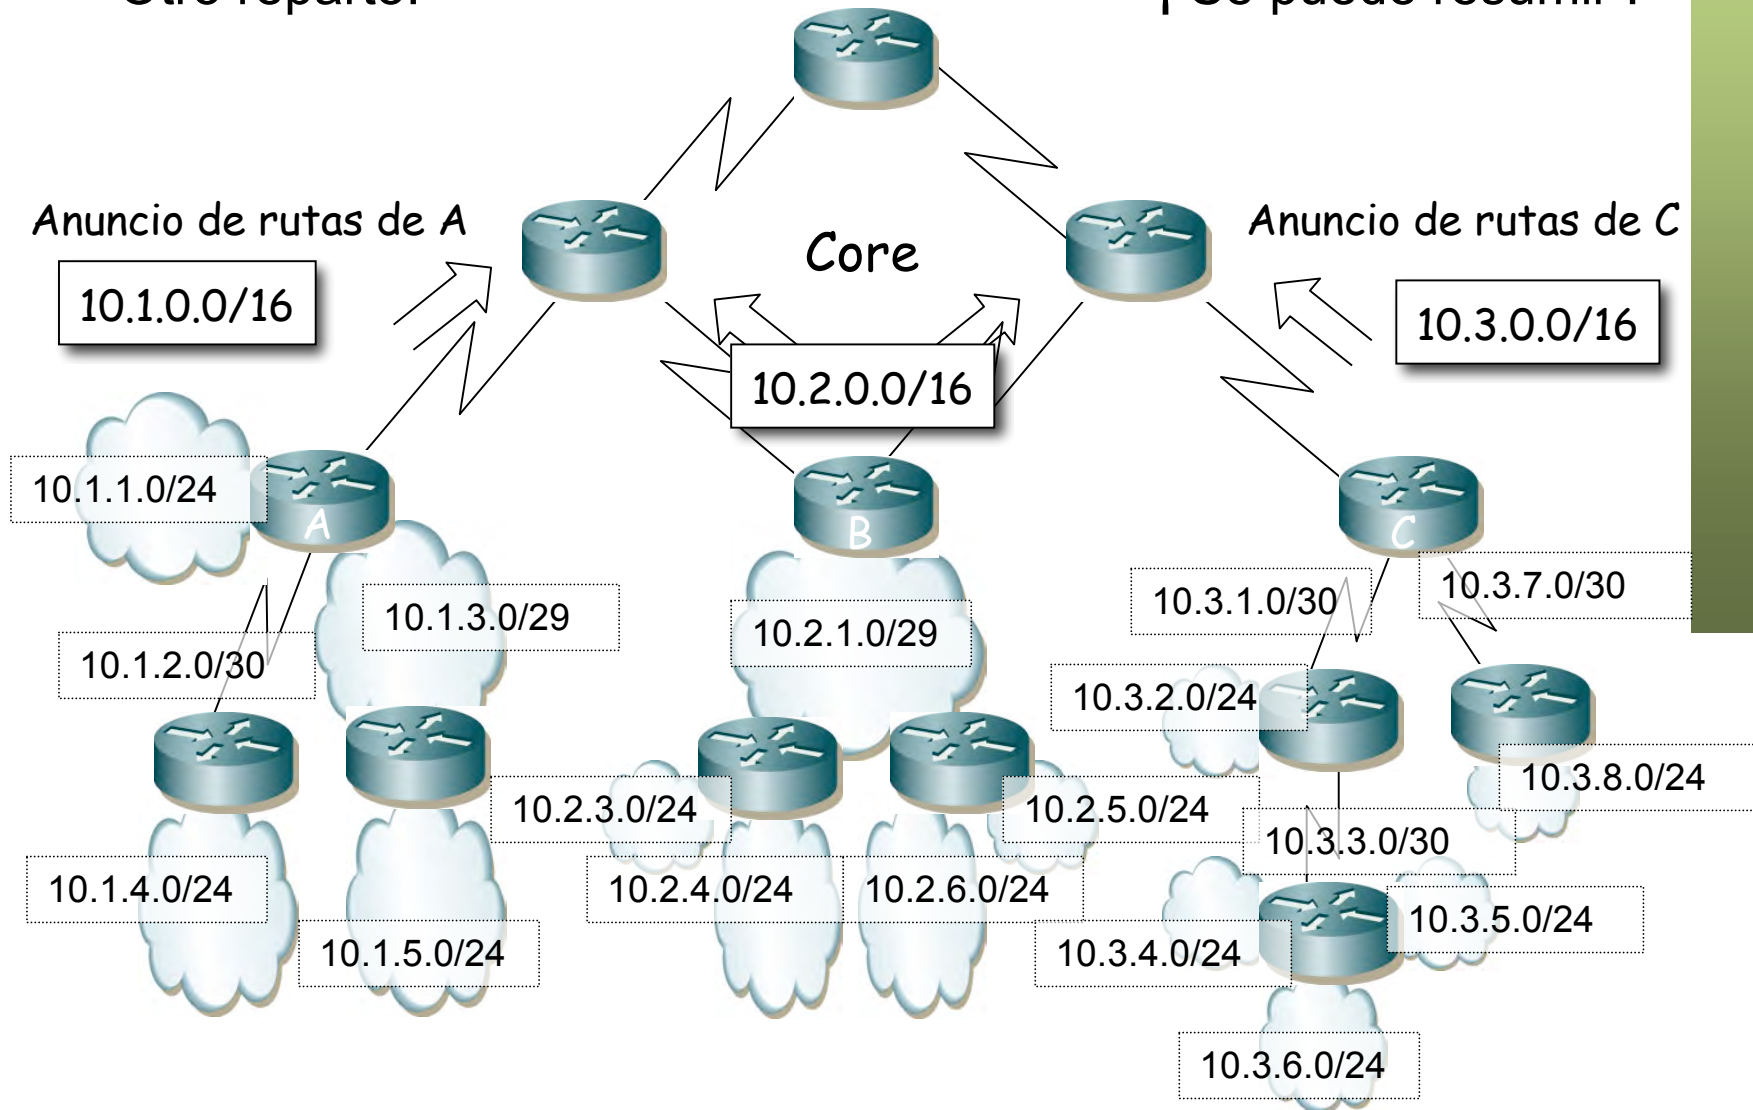 Otro reparto:
¡ Se puede resumir !
Anuncio de rutas de A
Anuncio de rutas de C
Core
10.1.0.0/16
10.3.0.0/16
10.2.0.0/16
10.1.1.0/24
A
B
C
10.1.3.0/29
10.2.1.0/29
10.3.1.0/30
10.3.7.0/30
10.1.2.0/30
10.3.2.0/24
10.2.3.0/24
10.2.5.0/24
10.3.8.0/24
10.3.3.0/30
10.1.4.0/24
10.2.4.0/24
10.2.6.0/24
10.3.5.0/24
10.1.5.0/24
10.3.4.0/24
10.3.6.0/24